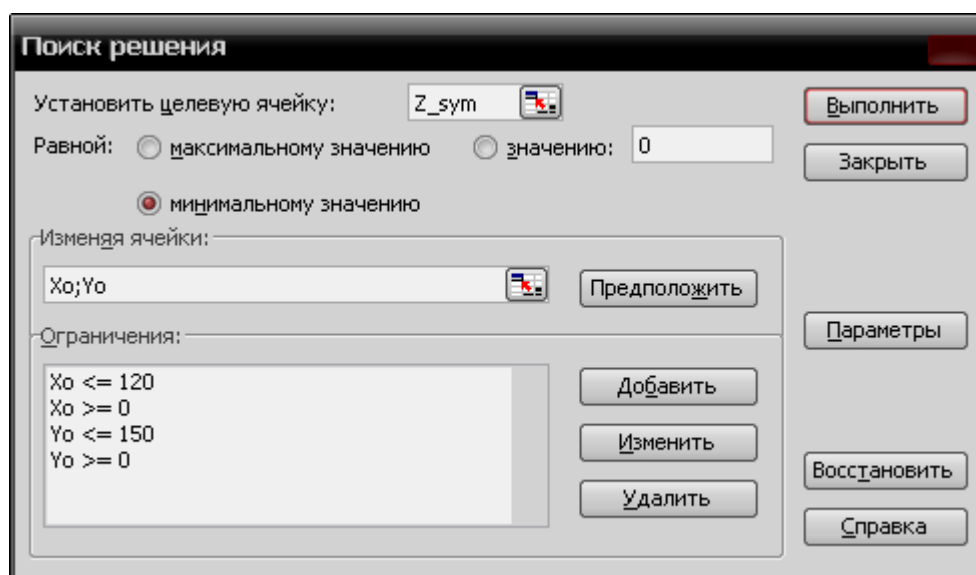 Поиск решения
Установить целевую ячейку: Z_sym Выполнить
Равной: максимальному значению значению: 0 Закрыть
минимальному значению
Изменяя ячейки:
Xo;Yo Предположить
Ограничения: Параметры
Xo <= 120 Добавить
Xo >= 0
Yo <= 150 Изменить
Yo >= 0 Восстановить
Удалить
Справка